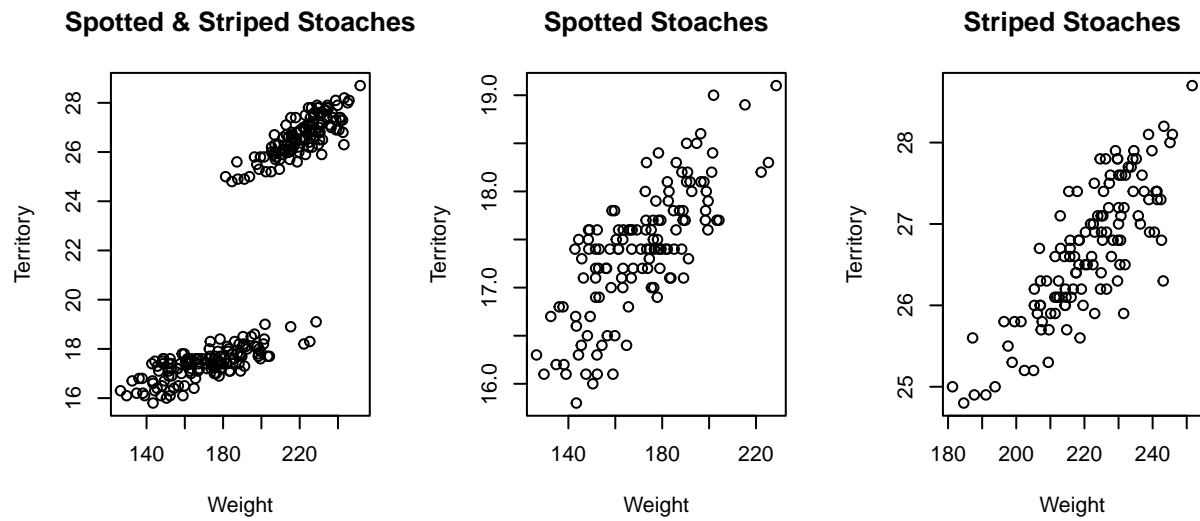 Spotted & Striped Stoaches
Territory
28
26
24
22
20
18
16
140
180
220
Weight
Spotted Stoaches
Territory
19.0
18.0
17.0
16.0
140
180
220
Weight
Striped Stoaches
Territory
28
27
26
25
180
200
220
240
Weight